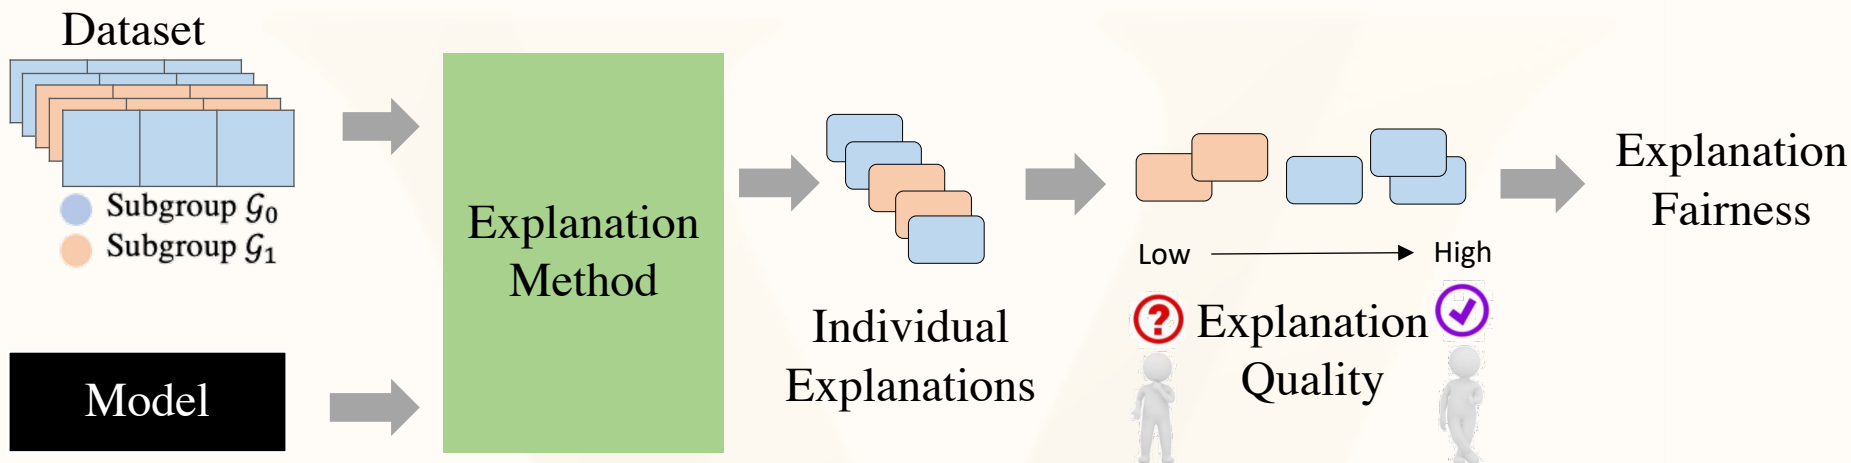 Dataset
Subgroup 𝒢₀
Subgroup 𝒢₁
Model
Explanation
Method
Individual
Explanations
Low
High
?
Explanation
Quality
Explanation
Fairness